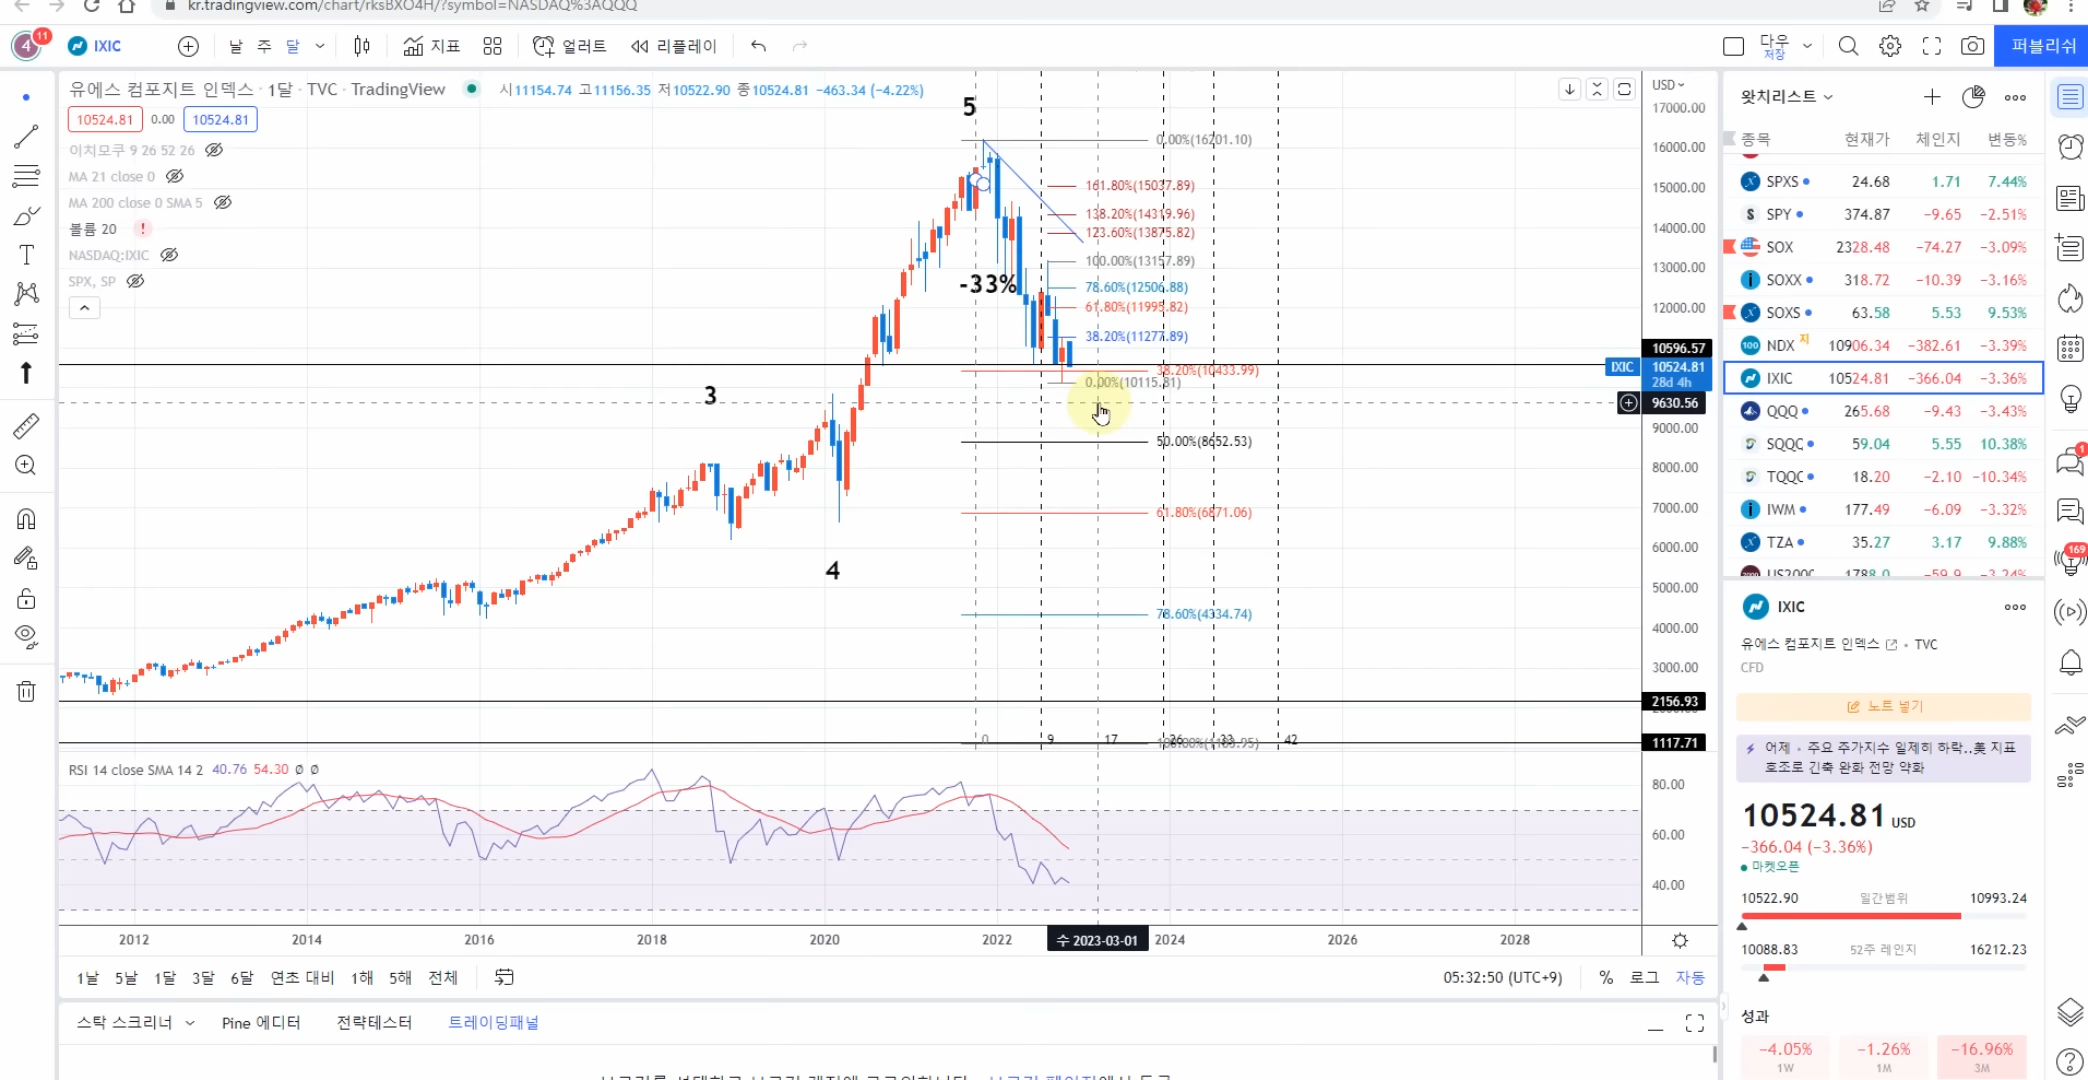 kr.tradingview.com/chart/rksBXO4H/?symbol=NASDAQ%3AQQQ
4 11 IXIC 날 주 달 지표 얼러트 리플레이 다우 저장 퍼블리쉬
유에스 컴포지트 인덱스 · 1달 · TVC · TradingView 시11154.74 고11156.35 저10522.90 종10524.81 −463.34 (−4.22%)
10524.81 0.00 10524.81
이치모쿠 9 26 52 26
MA 21 close 0
MA 200 close 0 SMA 5
볼륨 20 !
NASDAQ:IXIC
SPX, SP
5
3
4
-33%
0.00%(16201.10)
161.80%(15037.89)
138.20%(14319.96)
123.60%(13875.82)
100.00%(13157.89)
78.60%(12506.88)
61.80%(11995.82)
38.20%(11277.89)
38.20%(10433.99)
0.00%(10115.81)
50.00%(8652.53)
61.80%(6871.06)
78.60%(4334.74)
0 9 17 26 33 42
USD
17000.00
16000.00
15000.00
14000.00
13000.00
12000.00
10596.57
IXIC 10524.81
28d 4h
9630.56
9000.00
8000.00
7000.00
6000.00
5000.00
4000.00
3000.00
2156.93
1117.71
RSI 14 close SMA 14 2 40.76 54.30 Ø Ø
80.00
60.00
40.00
2012 2014 2016 2018 2020 2022 수 2023-03-01 2024 2026 2028
1날 5날 1달 3달 6달 연초 대비 1해 5해 전체 05:32:50 (UTC+9) % 로그 자동
스탁 스크리너 Pine 에디터 전략테스터 트레이딩패널
왓치리스트
종목 현재가 체인지 변동%
SPXS 24.68 1.71 7.44%
SPY 374.87 −9.65 −2.51%
SOX 2328.48 −74.27 −3.09%
SOXX 318.72 −10.39 −3.16%
SOXS 63.58 5.53 9.53%
NDX 지 10906.34 −382.61 −3.39%
IXIC 10524.81 −366.04 −3.36%
QQQ 265.68 −9.43 −3.43%
SQQQ 59.04 5.55 10.38%
TQQQ 18.20 −2.10 −10.34%
IWM 177.49 −6.09 −3.32%
TZA 35.27 3.17 9.88%
IXIC
유에스 컴포지트 인덱스 • TVC
CFD
노트 넣기
어제 • 주요 주가지수 일제히 하락..美 지표
호조로 긴축 완화 전망 약화
10524.81 USD
−366.04 (−3.36%)
마켓오픈
10522.90 일간범위 10993.24
10088.83 52주 레인지 16212.23
성과
−4.05% −1.26% −16.96%
1W 1M 3M
1
169